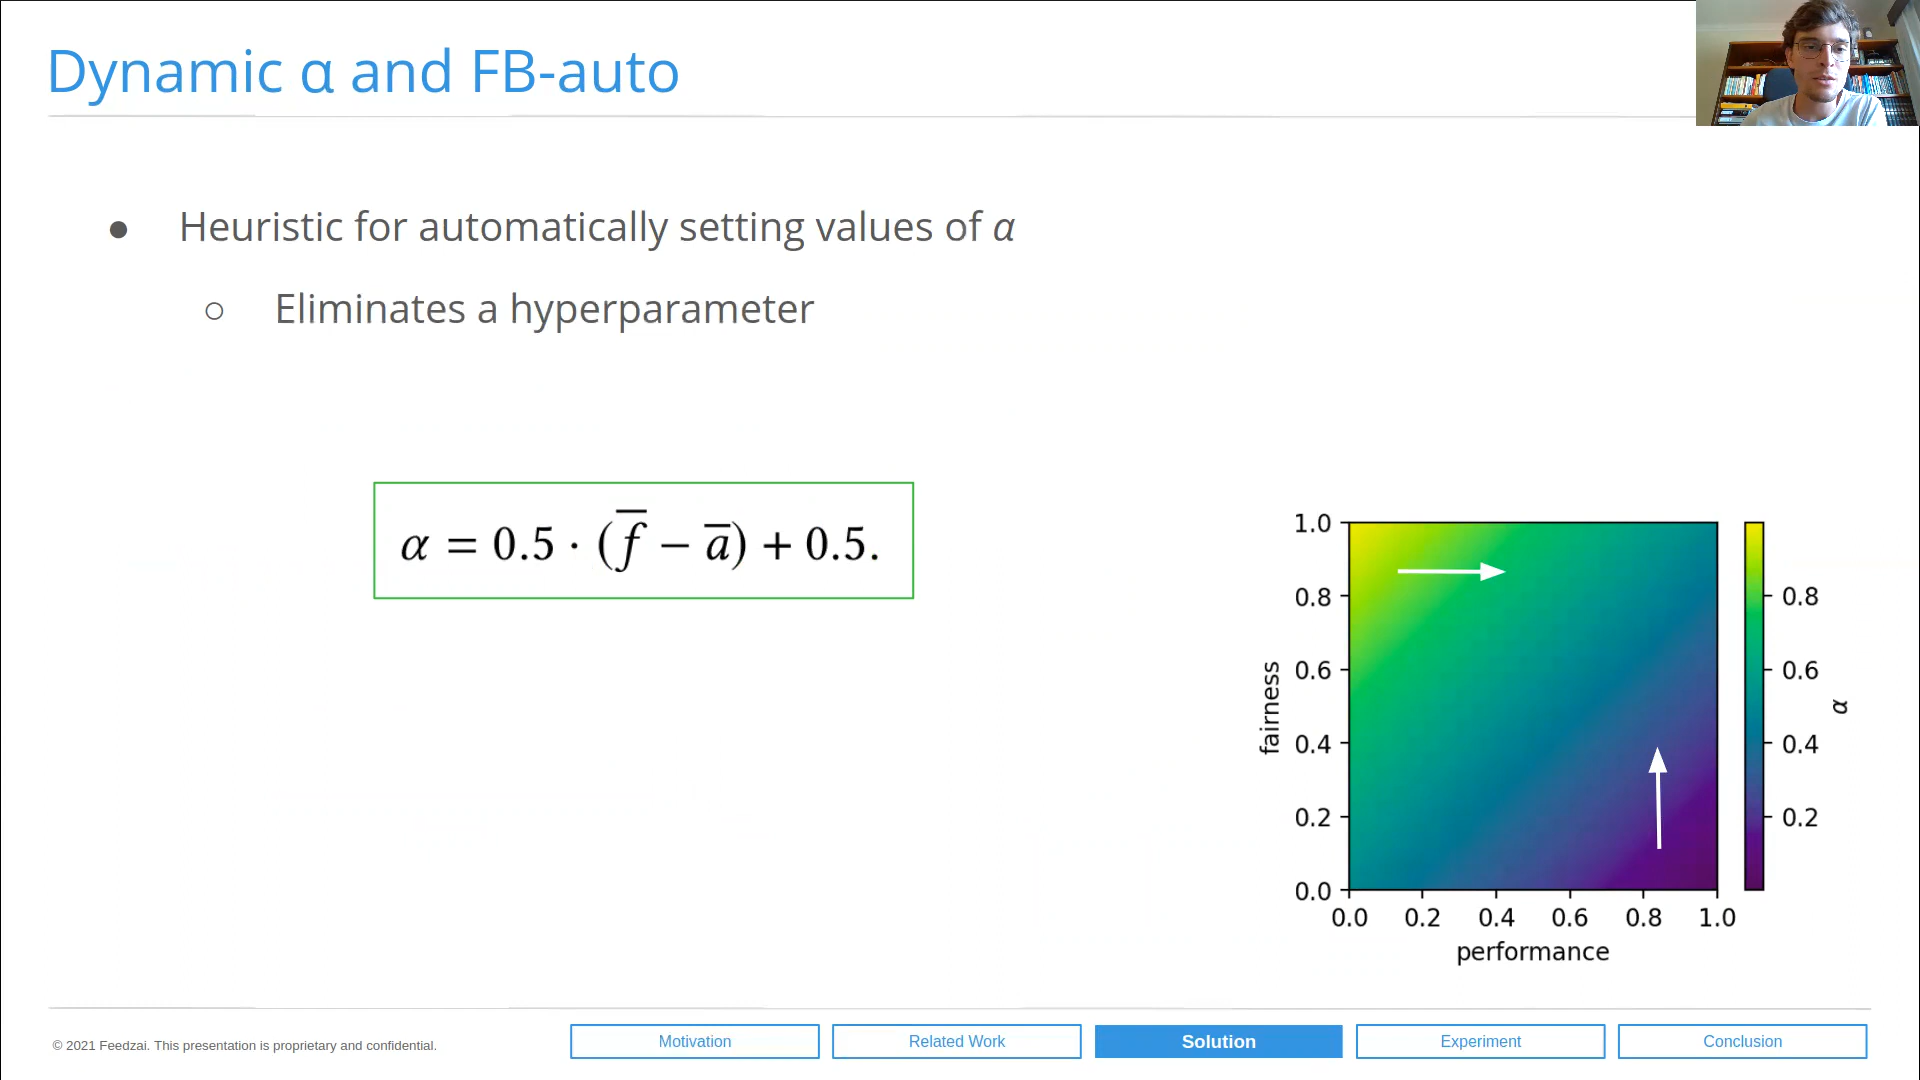 Dynamic α and FB-auto
● Heuristic for automatically setting values of α
○ Eliminates a hyperparameter
α = 0.5 · (f̅ − a̅) + 0.5.
1.0
0.8
0.6
0.4
0.2
0.0
fairness
0.0 0.2 0.4 0.6 0.8 1.0
performance
0.8
0.6
0.4
0.2
α
© 2021 Feedzai. This presentation is proprietary and confidential.
Motivation
Related Work
Solution
Experiment
Conclusion